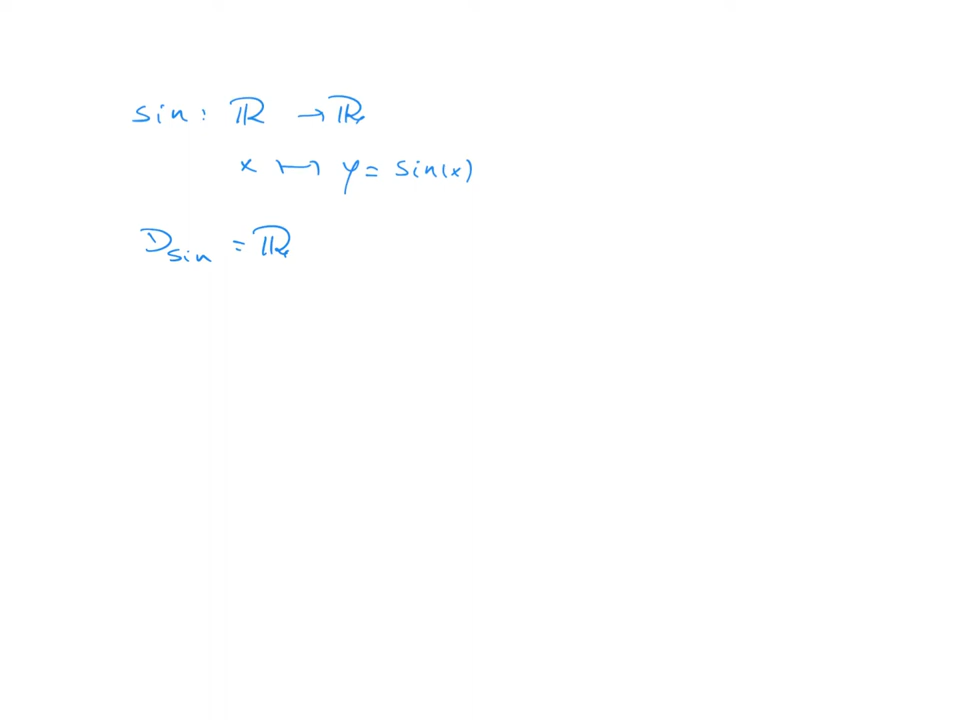 sin: ℝ → ℝ
x ↦ y = sin(x)
D_sin = ℝ